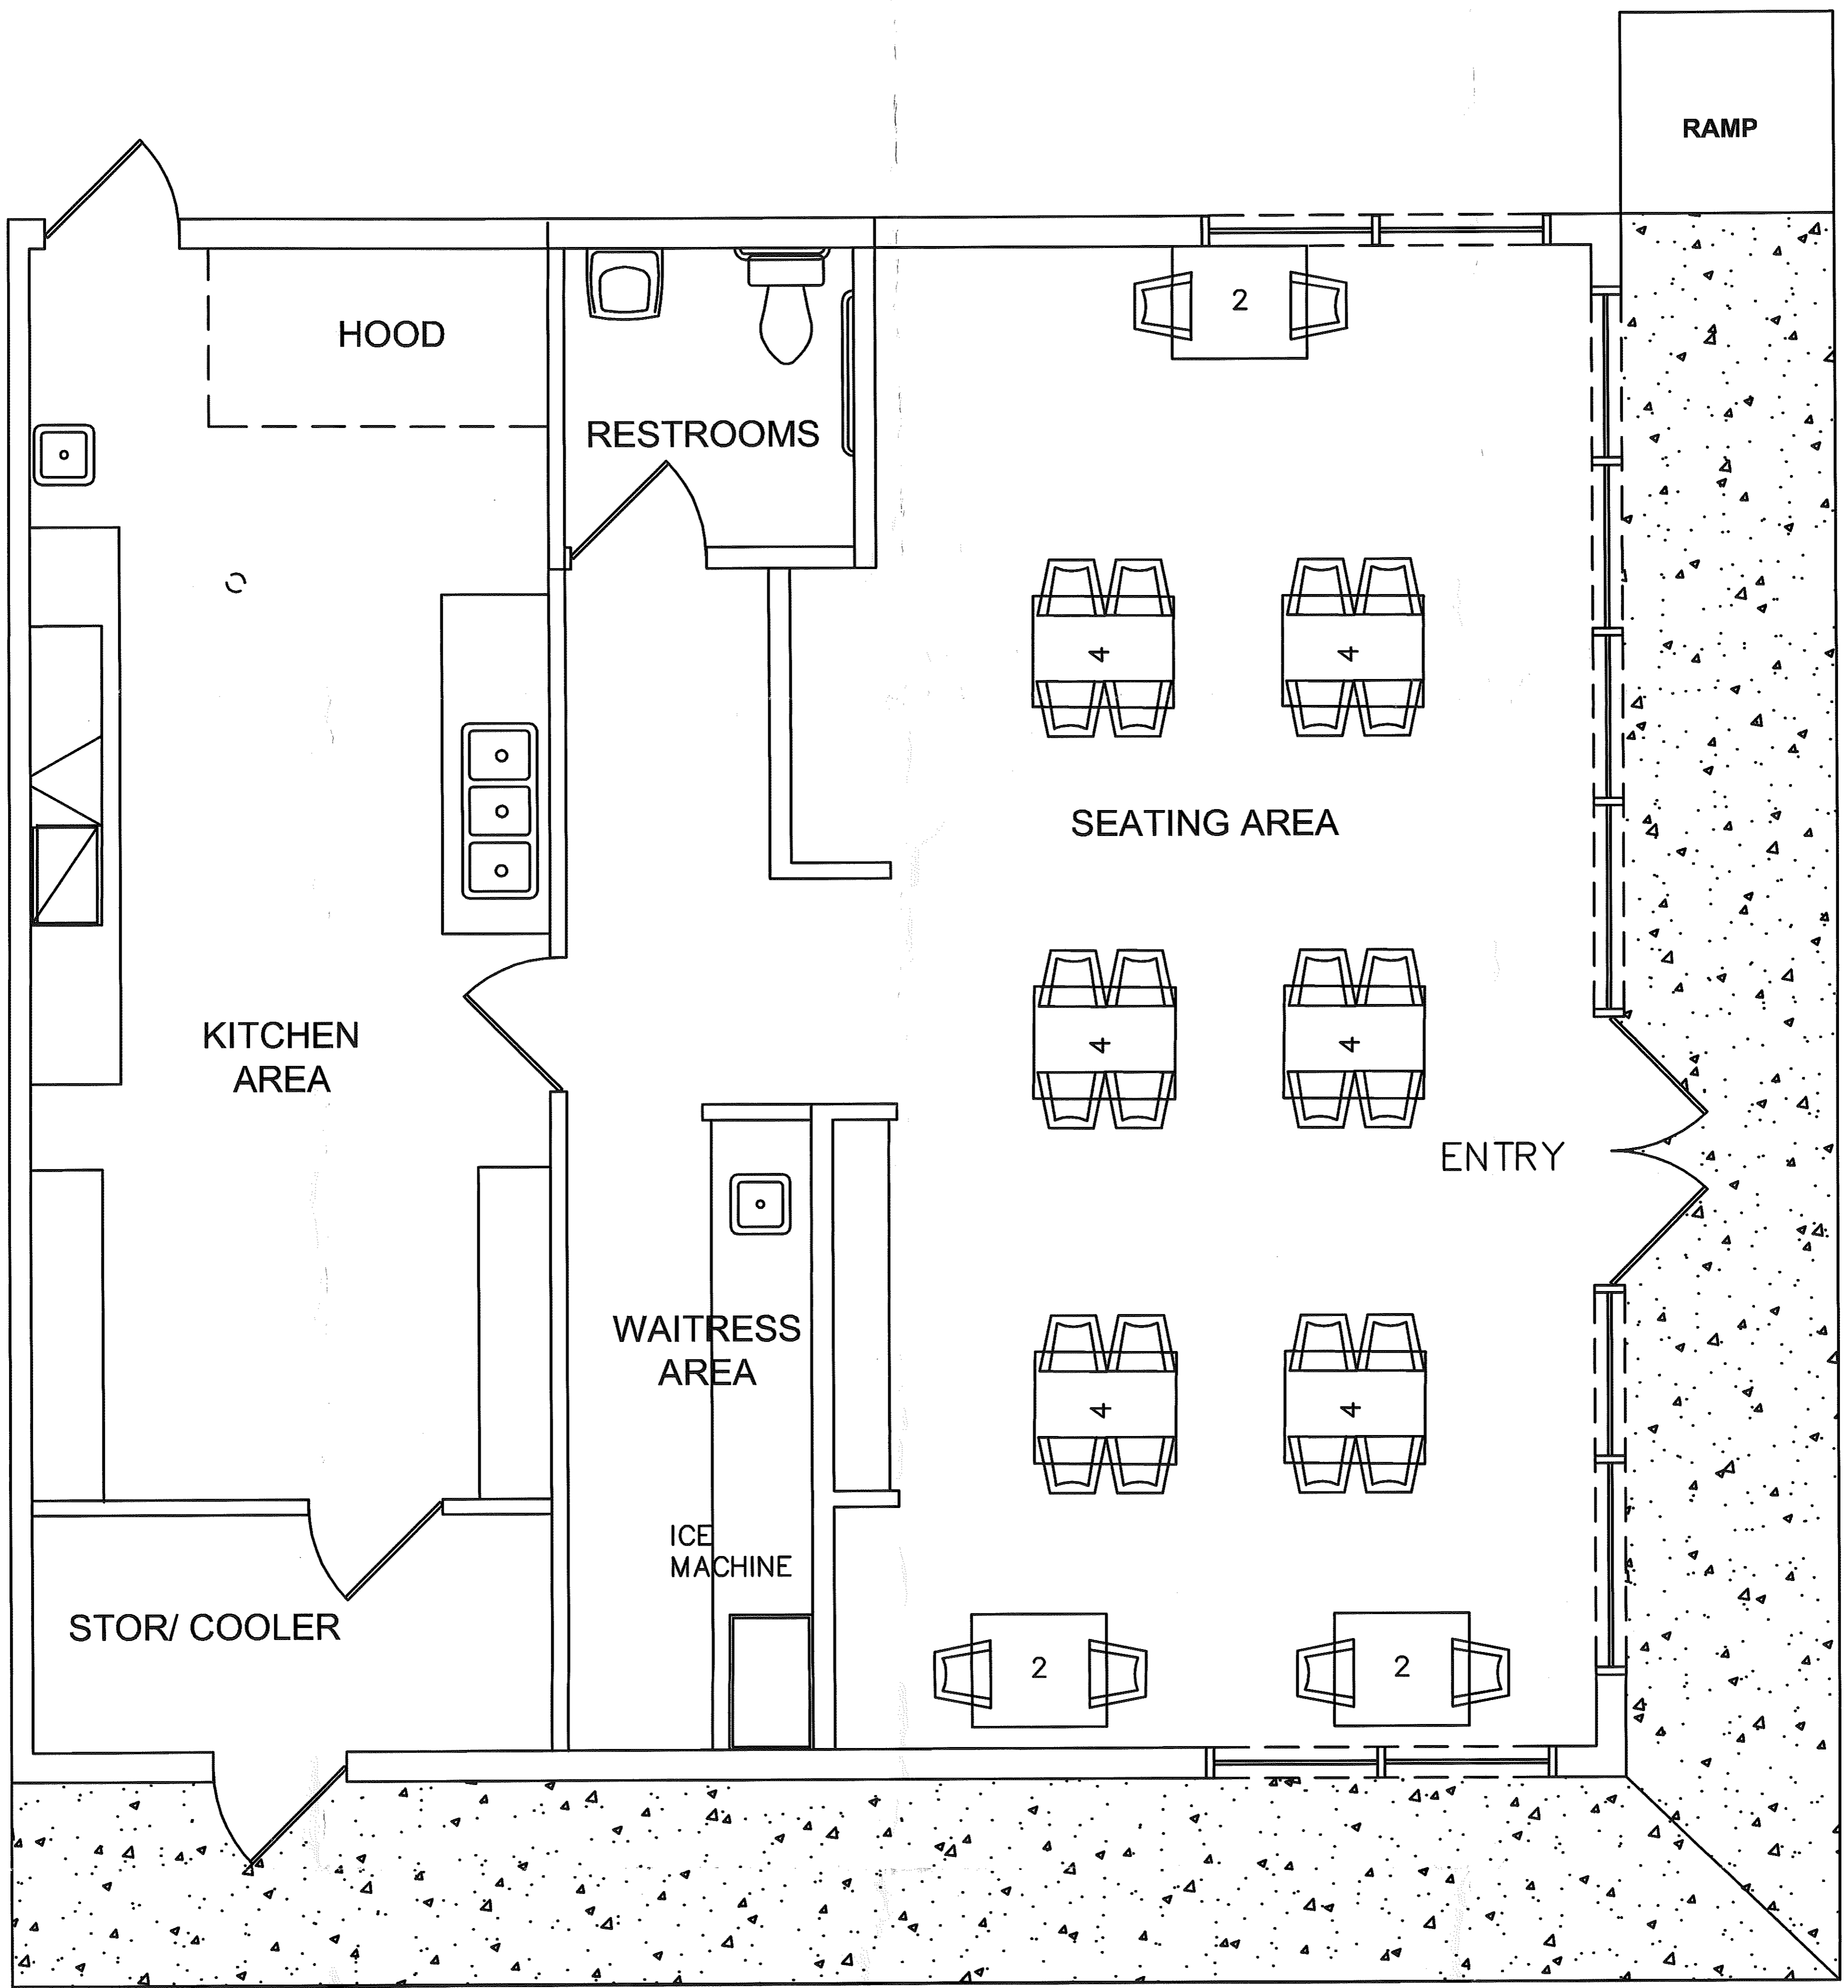 RAMP
HOOD
2
RESTROOMS
4
4
SEATING AREA
KITCHEN
AREA
4
4
ENTRY
WAITRESS
AREA
4
4
ICE
MACHINE
STOR/ COOLER
2
2